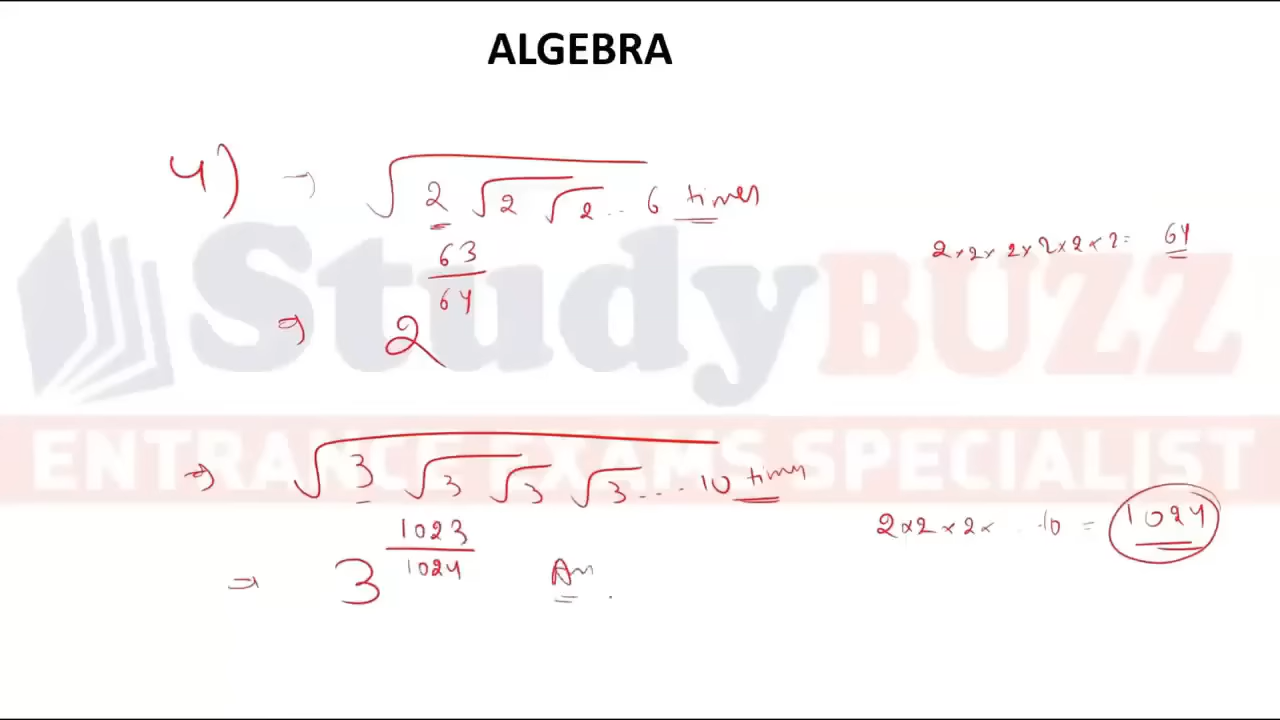 ALGEBRA
4) → √2 √2 √2 .. 6 times
2×2×2×2×2×2 = 64
⇒ 2^63/64
StudyBUZZ
ENTRANCE EXAMS SPECIALIST
⇒ √3 √3 √3 √3 .... 10 times
2×2×2× .. 10 = 1024
⇒ 3^1023/1024 Ans